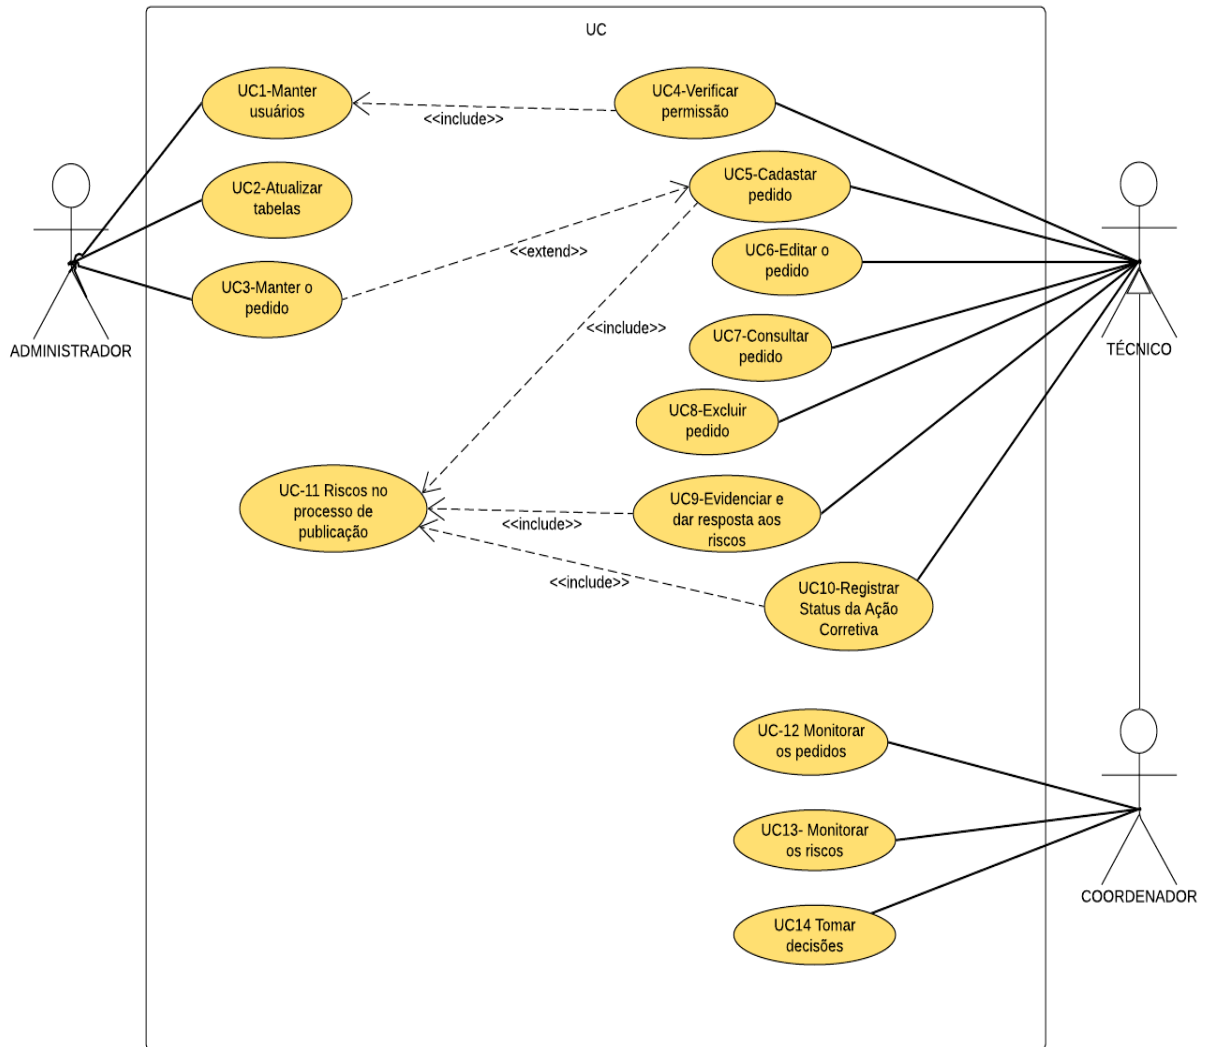 UC
UC1-Manter
usuários
UC4-Verificar
permissão
<<include>>
UC2-Atualizar
tabelas
UC5-Cadastar
pedido
<<extend>>
UC6-Editar o
pedido
UC3-Manter o
pedido
<<include>>
UC7-Consultar
pedido
ADMINISTRADOR
TÉCNICO
UC8-Excluir
pedido
UC-11 Riscos no
processo de
publicação
<<include>>
UC9-Evidenciar e
dar resposta aos
riscos
<<include>>
UC10-Registrar
Status da Ação
Corretiva
UC-12 Monitorar
os pedidos
UC13- Monitorar
os riscos
COORDENADOR
UC14 Tomar
decisões